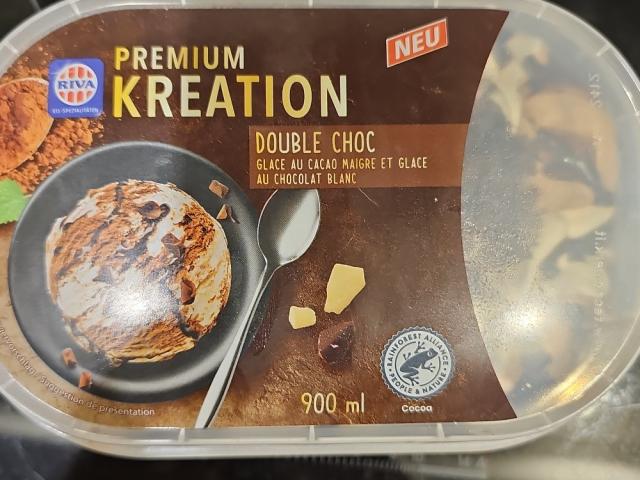 NEU
RIVA
EIS-SPEZIALITÄTEN
PREMIUM
KREATION
DOUBLE CHOC
GLACE AU CACAO MAIGRE ET GLACE
AU CHOCOLAT BLANC
RAINFOREST ALLIANCE
PEOPLE & NATURE
Cocoa
900 ml
Suggestion de présentation